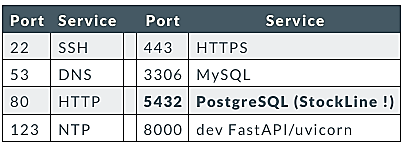 Port Service Port Service
22 SSH 443 HTTPS
53 DNS 3306 MySQL
80 HTTP 5432 PostgreSQL (StockLine !)
123 NTP 8000 dev FastAPI/uvicorn